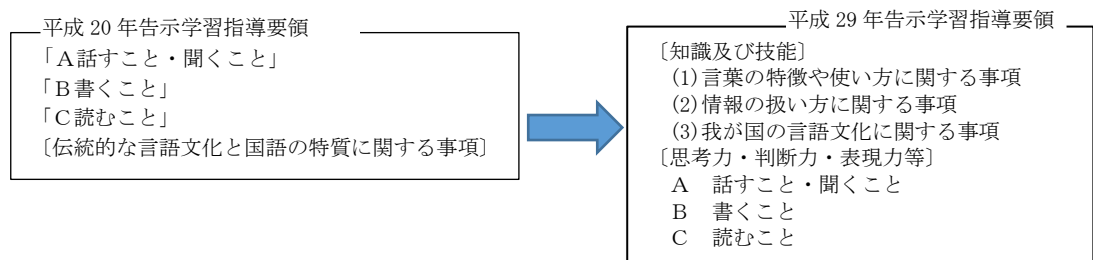 平成 20 年告示学習指導要領
「A話すこと・聞くこと」
「B書くこと」
「C読むこと」
〔伝統的な言語文化と国語の特質に関する事項〕
平成 29 年告示学習指導要領
〔知識及び技能〕
(1)言葉の特徴や使い方に関する事項
(2)情報の扱い方に関する事項
(3)我が国の言語文化に関する事項
〔思考力・判断力・表現力等〕
A 話すこと・聞くこと
B 書くこと
C 読むこと